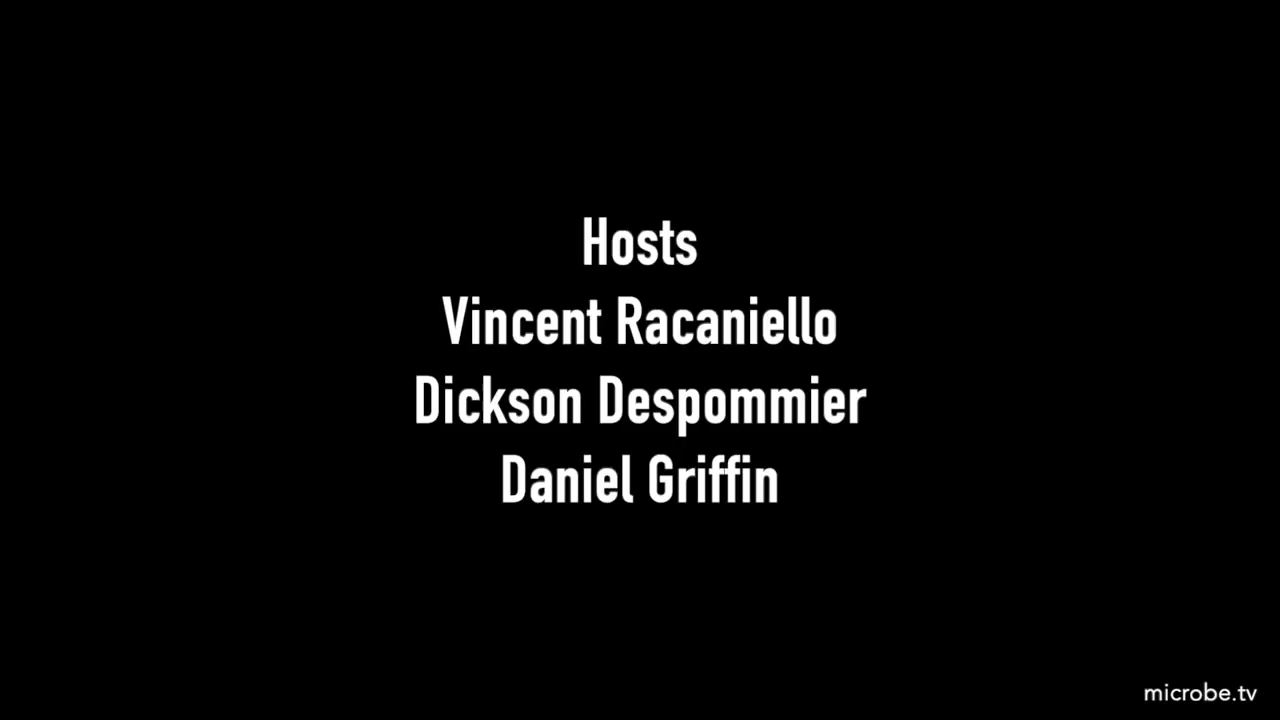 Hosts
Vincent Racaniello
Dickson Despommier
Daniel Griffin
microbe.tv